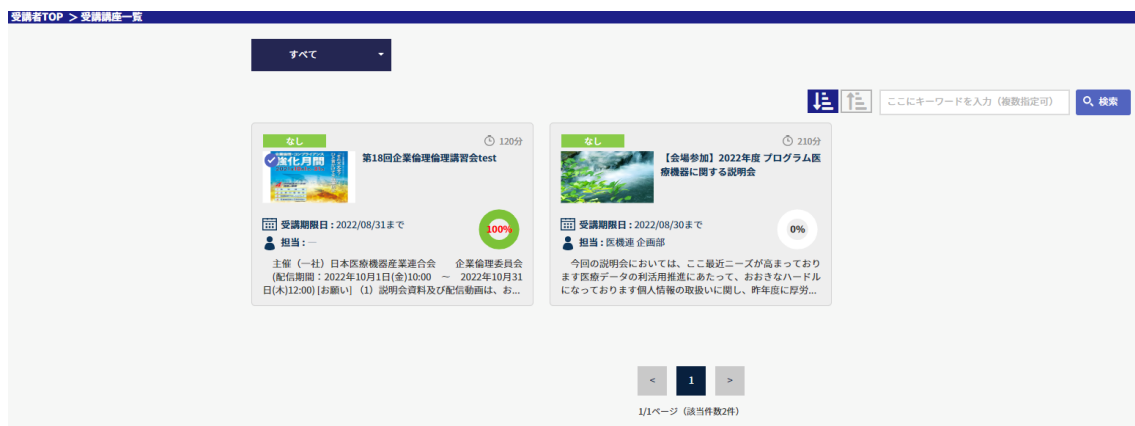 受講者TOP ＞受講講座一覧
すべて
ここにキーワードを入力（複数指定可）
検索
なし
120分
強化月間
第18回企業倫理倫理講習会test
受講期限日 : 2022/08/31まで
担当 : ―
100%
主催（一社）日本医療機器産業連合会　　企業倫理委員会
(配信期間：2022年10月1日(金)10:00　～　2022年10月31
日(木)12:00) [お願い] （1）説明会資料及び配信動画は、お...
なし
210分
【会場参加】2022年度 プログラム医
療機器に関する説明会
受講期限日 : 2022/08/30まで
担当 : 医機連 企画部
0%
今回の説明会においては、ここ最近ニーズが高まっており
ます医療データの利活用推進にあたって、おおきなハードル
になっております個人情報の取扱いに関し、昨年度に厚労...
<
1
>
1/1ページ（該当件数2件）